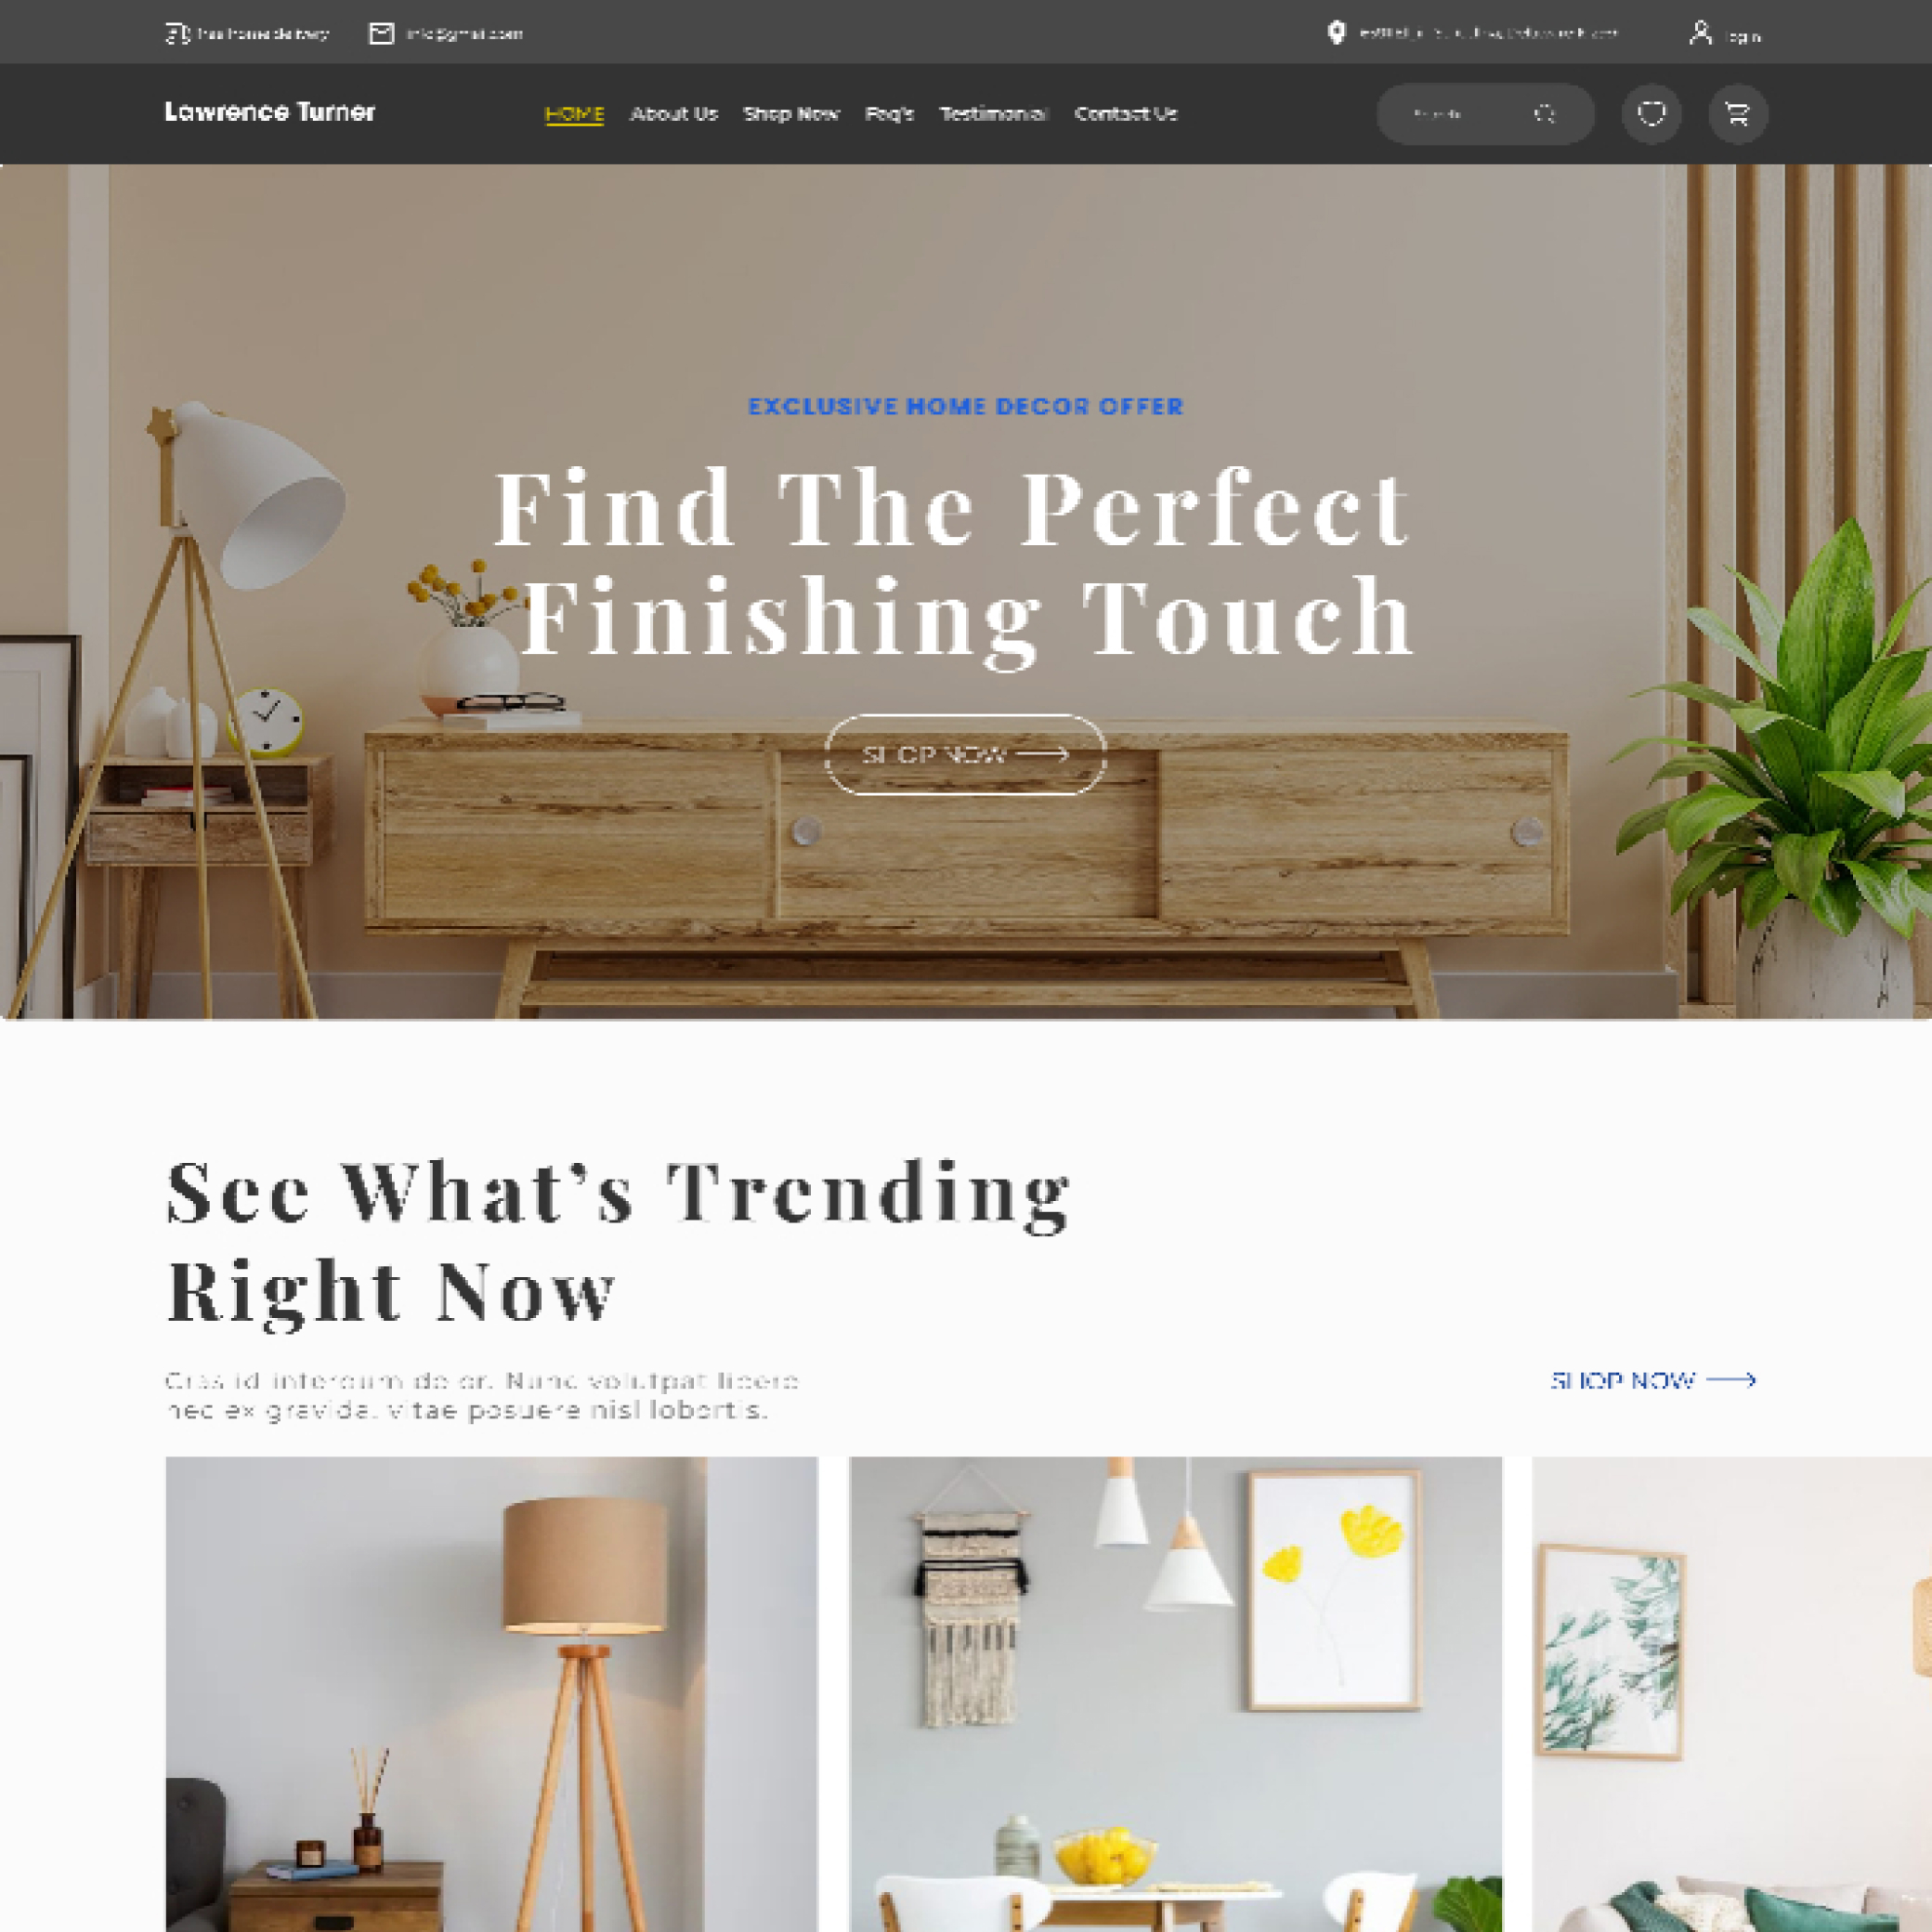 free home delivery
info@gmail.com
login
Lawrence Turner
HOME
About Us
Shop Now
Faq's
Testimonial
Contact Us
EXCLUSIVE HOME DECOR OFFER
Find The Perfect
Finishing Touch
SHOP NOW
See What's Trending
Right Now
Cras id interdum dolor. Nunc volutpat libero
nec ex gravida, vitae posuere nisl lobortis.
SHOP NOW